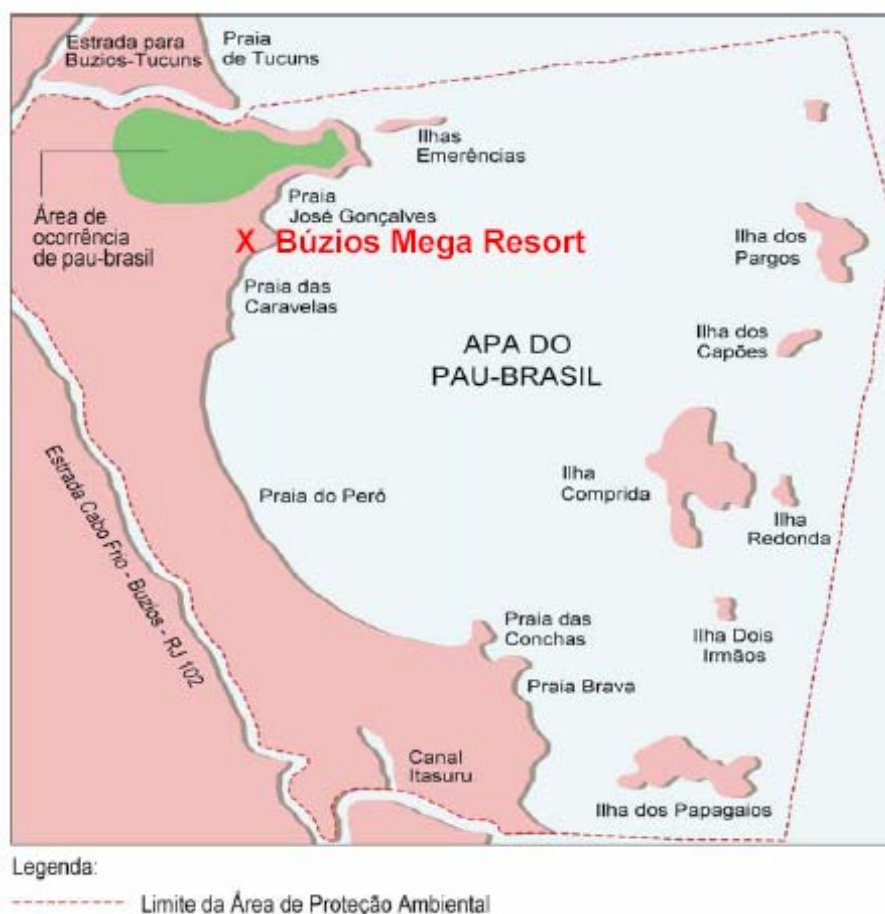 Estrada para
Buzios-Tucuns
Praia
de Tucuns
Ilhas
Emerências
Área de
ocorrência
de pau-brasil
Praia
José Gonçalves
X Búzios Mega Resort
Ilha dos
Pargos
Praia das
Caravelas
APA DO
PAU-BRASIL
Ilha dos
Capões
Estrada Cabo Frio - Buzios - RJ 102
Praia do Peró
Ilha
Comprida
Ilha
Redonda
Praia das
Conchas
Ilha Dois
Irmãos
Praia Brava
Canal
Itasuru
Ilha dos Papagaios
Legenda:
Limite da Área de Proteção Ambiental